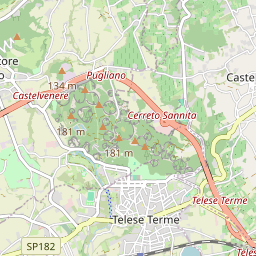 tore
Pugliano
o
134 m
Caste
Castelvenere
Cerreto Sannita
181 m
181 m
Telese Terme
Telese Terme
SP182
Teles